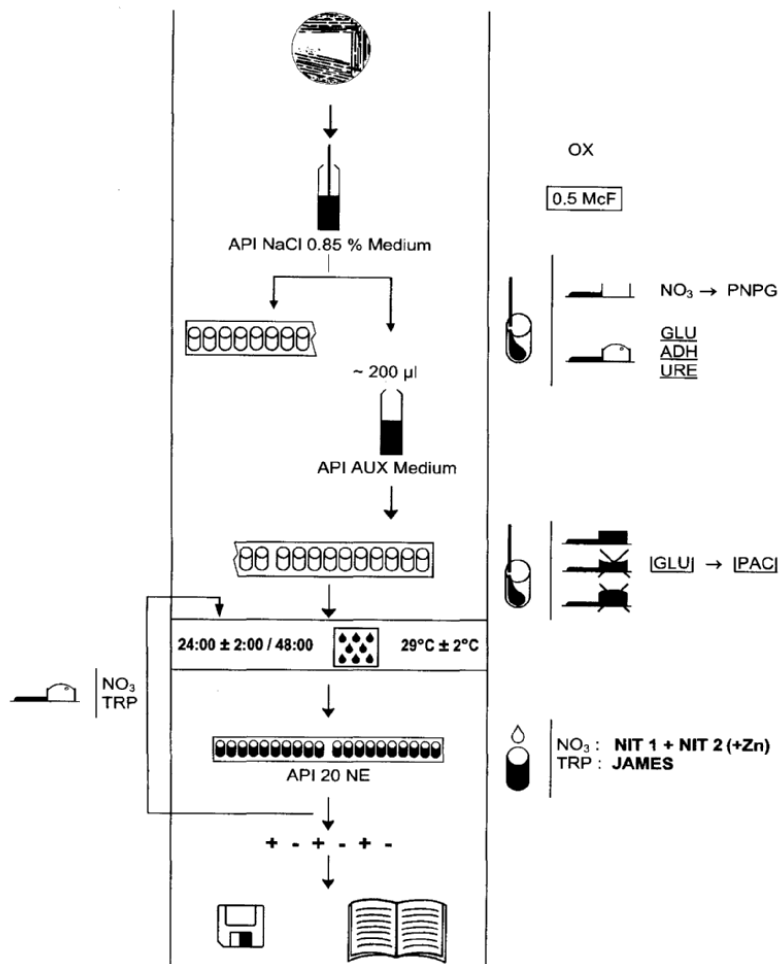 OX
0.5 McF
API NaCl 0.85 % Medium
NO₃ → PNPG
GLU
ADH
URE
~ 200 µl
API AUX Medium
|GLU| → |PAC|
24:00 ± 2:00 / 48:00
29°C ± 2°C
NO₃
TRP
NO₃ : NIT 1 + NIT 2 (+Zn)
TRP : JAMES
API 20 NE
+ - + - + -